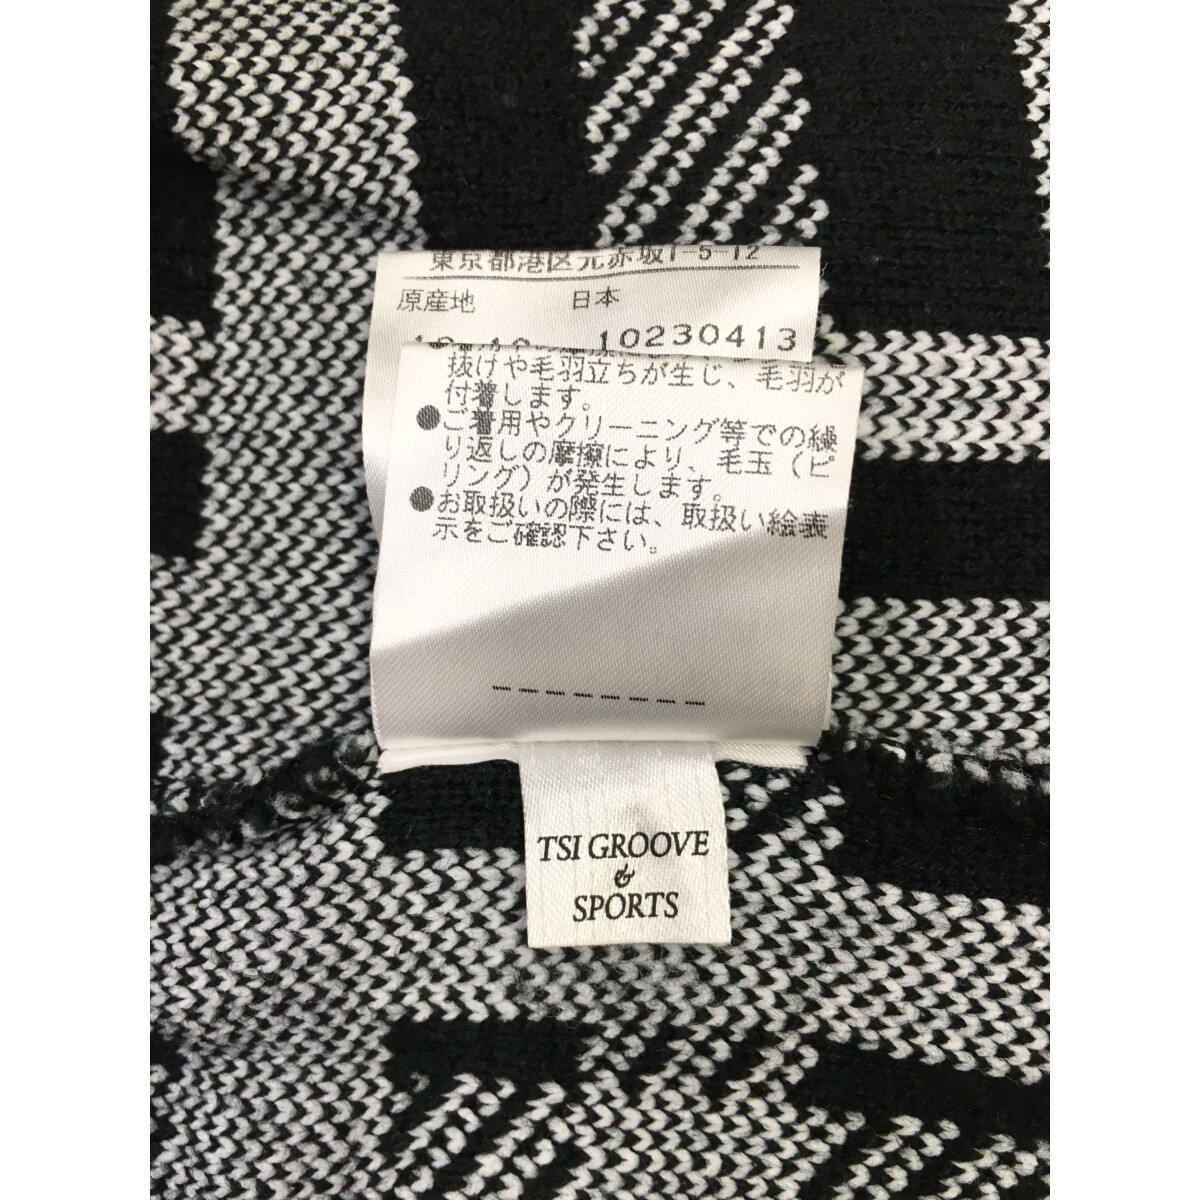 東京都港区元赤坂1-5-12
原産地 日本
10230413
抜けや毛羽立ちが生じ、毛羽が
付着します。
●ご着用やクリーニング等での繰
り返しの摩擦により、毛玉（ピ
リング）が発生します。
●お取扱いの際には、取扱い絵表
示をご確認下さい。
TSI GROOVE
&
SPORTS